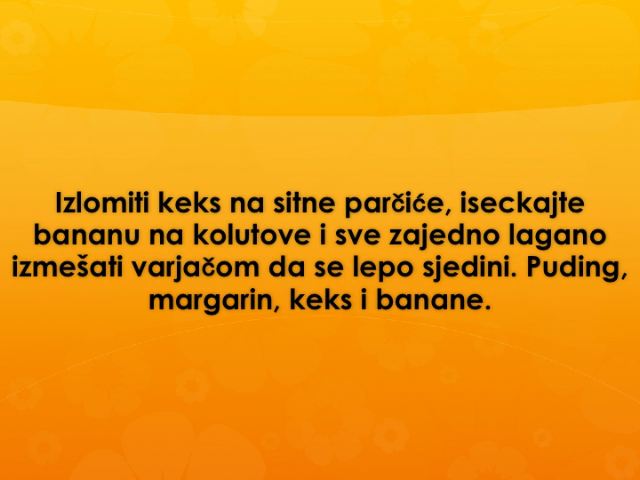 Izlomiti keks na sitne parčiće, iseckajte
bananu na kolutove i sve zajedno lagano
izmešati varjačom da se lepo sjedini. Puding,
margarin, keks i banane.